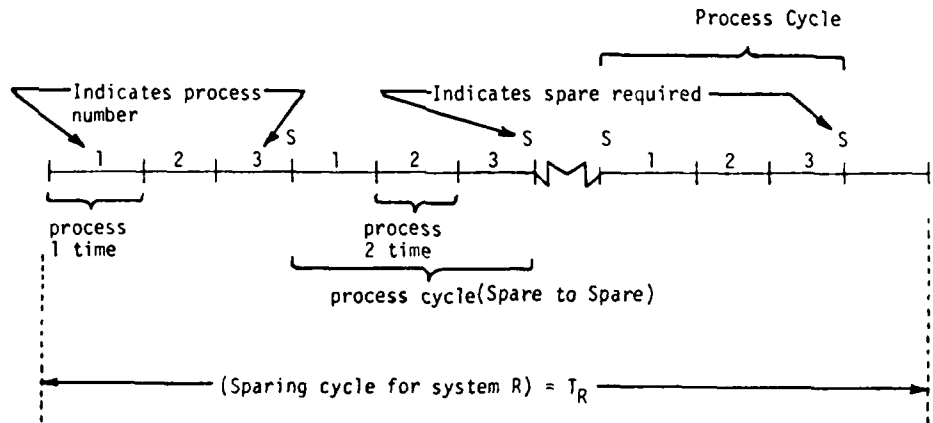 Process Cycle
Indicates process
number
Indicates spare required
S S S S
1 2 3 1 2 3 1 2 3
process
1 time
process
2 time
process cycle(Spare to Spare)
(Sparing cycle for system R) = T_R